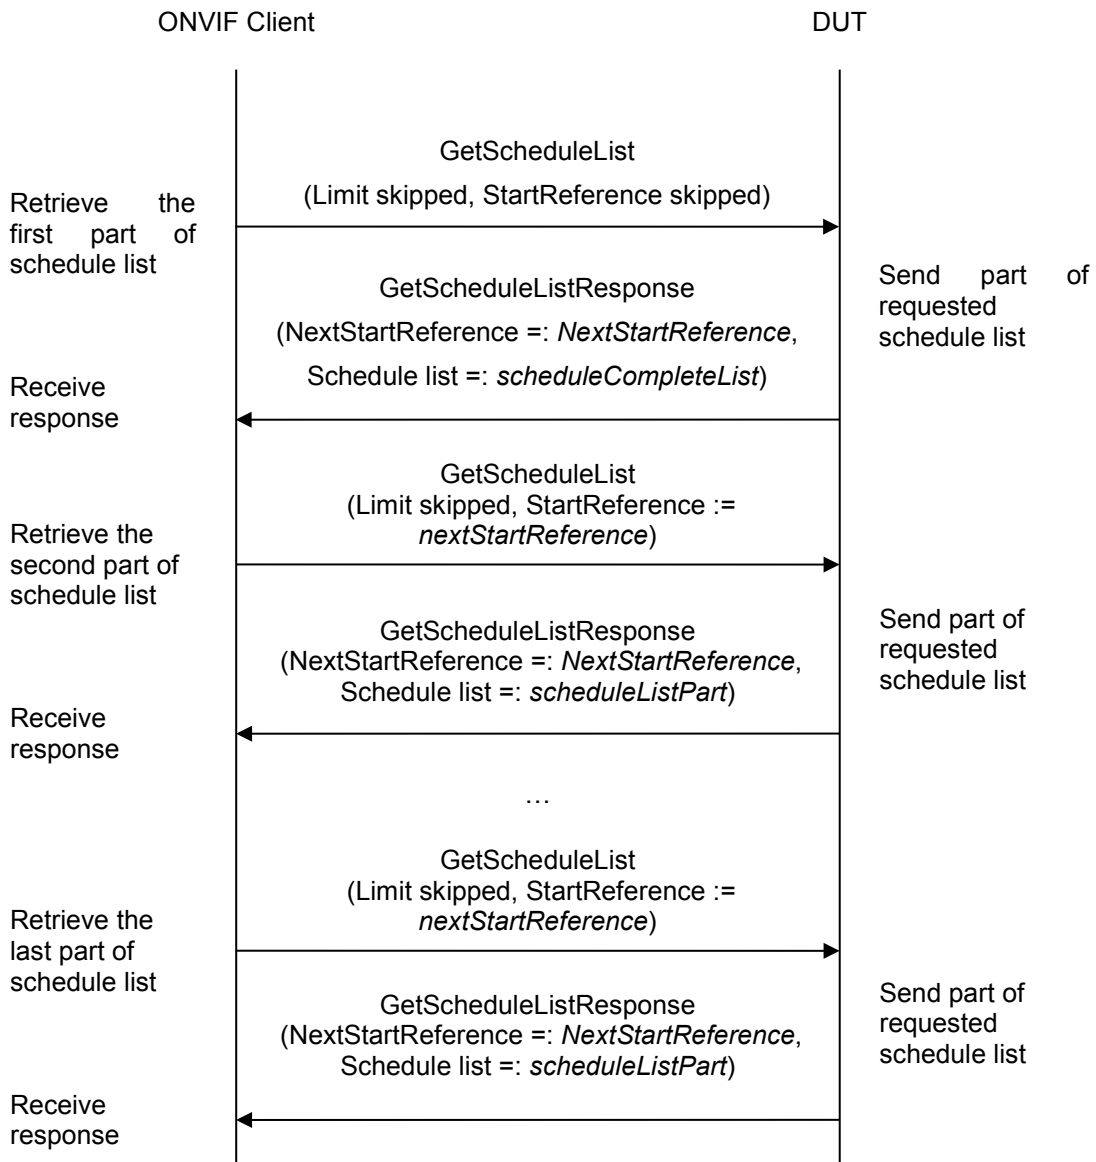 ONVIF Client
DUT
GetScheduleList
(Limit skipped, StartReference skipped)
Retrieve the
first part of
schedule list
Send part of
requested
schedule list
GetScheduleListResponse
(NextStartReference =: NextStartReference,
Schedule list =: scheduleCompleteList)
Receive
response
GetScheduleList
(Limit skipped, StartReference :=
nextStartReference)
Retrieve the
second part of
schedule list
GetScheduleListResponse
(NextStartReference =: NextStartReference,
Schedule list =: scheduleListPart)
Send part of
requested
schedule list
Receive
response
…
GetScheduleList
(Limit skipped, StartReference :=
nextStartReference)
Retrieve the
last part of
schedule list
GetScheduleListResponse
(NextStartReference =: NextStartReference,
Schedule list =: scheduleListPart)
Send part of
requested
schedule list
Receive
response